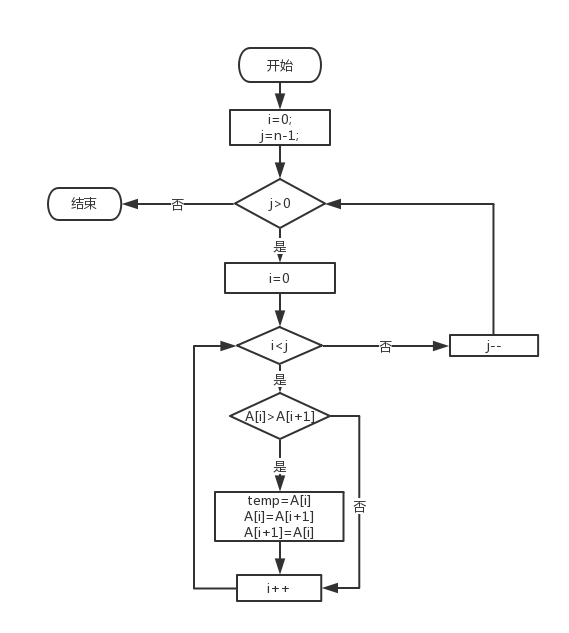 开始
i=0;
j=n-1;
结束
否
j>0
是
i=0
i<j
否
j--
是
A[i]>A[i+1]
是
temp=A[i]
A[i]=A[i+1]
A[i+1]=A[i]
否
i++